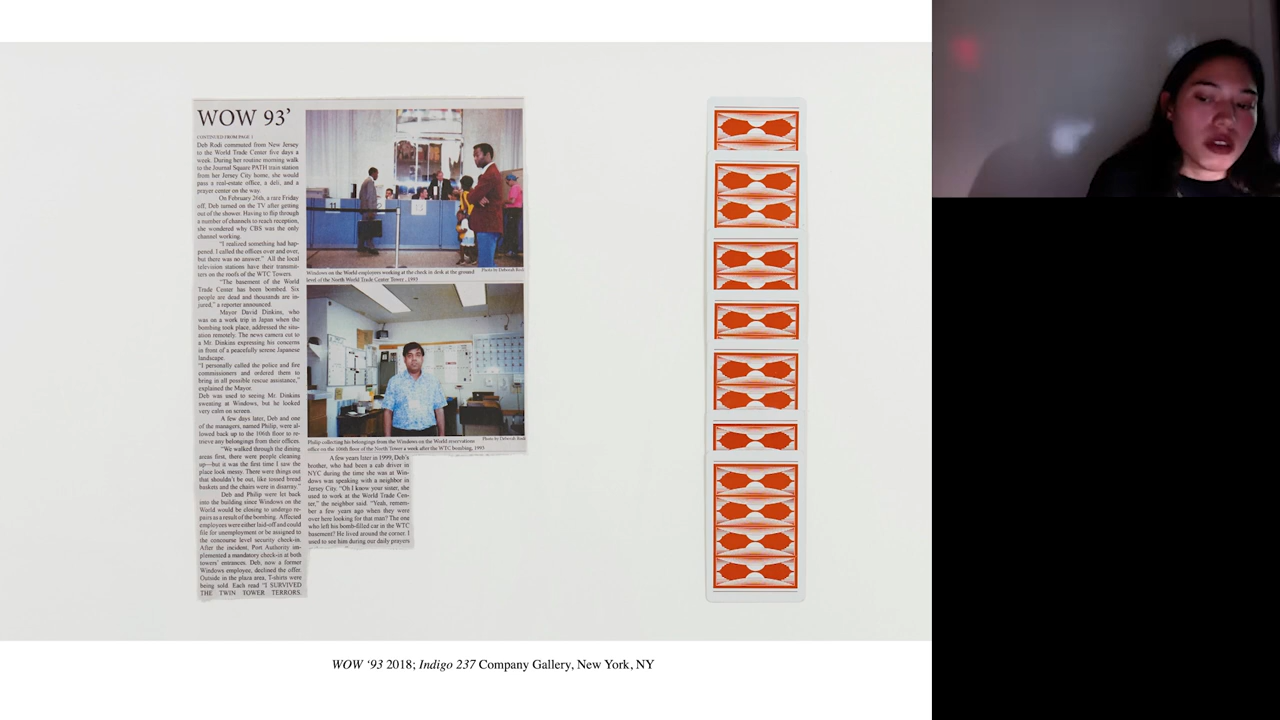 WOW 93’
CONTINUED FROM PAGE 1
Deb Rodi commuted from New Jersey
to the World Trade Center five days a
week. During her routine morning walk
to the Journal Square PATH train station
from her Jersey City home, she would
pass a real-estate office, a deli, and a
prayer center on the way.
On February 26th, a rare Friday
off, Deb turned on the TV after getting
out of the shower. Having to flip through
a number of channels to reach reception,
she wondered why CBS was the only
channel working.
“I realized something had hap-
pened. I called the offices over and over,
but there was no answer.” All the local
television stations have their transmit-
ters on the roofs of the WTC Towers.
“The basement of the World
Trade Center has been bombed. Six
people are dead and thousands are in-
jured,” a reporter announced.
Mayor David Dinkins, who
was on a work trip in Japan when the
bombing took place, addressed the situ-
ation remotely. The news camera cut to
a Mr. Dinkins expressing his concerns
in front of a peacefully serene Japanese
landscape.
“I personally called the police and fire
commissioners and ordered them to
bring in all possible rescue assistance,”
explained the Mayor.
Deb was used to seeing Mr. Dinkins
sweating at Windows, but he looked
very calm on screen.
A few days later, Deb and one
of the managers, named Philip, were al-
lowed back up to the 106th floor to re-
trieve any belongings from their offices.
“We walked through the dining
areas first, there were people cleaning
up—but it was the first time I saw the
place look messy. There were things out
that shouldn’t be out, like tossed bread
baskets and the chairs were in disarray.”
Deb and Philip were let back
into the building since Windows on the
World would be closing to undergo re-
pairs as a result of the bombing. Affected
employees were either laid-off and could
file for unemployment or be assigned to
the concourse level security check-in.
After the incident, Port Authority im-
plemented a mandatory check-in at both
towers’ entrances. Deb, now a former
Windows employee, declined the offer.
Outside in the plaza area, T-shirts were
being sold. Each read “I SURVIVED
THE TWIN TOWER TERRORS.
11
Windows on the World employees working at the check in desk at the ground
level of the North World Trade Center Tower, 1993
Photo by Deborah Rodi
Philip collecting his belongings from the Windows on the World reservations
office on the 106th floor of the North Tower a week after the WTC bombing, 1993
Photo by Deborah Rodi
A few years later in 1999, Deb’s
brother, who had been a cab driver in
NYC during the time she was at Win-
dows was speaking with a neighbor in
Jersey City. “Oh I know your sister, she
used to work at the World Trade Cen-
ter,” the neighbor said. “Yeah, remem-
ber a few years ago when they were
over here looking for that man? The one
who left his bomb-filled car in the WTC
basement? He lived around the corner. I
used to see him during our daily prayers
WOW ‘93 2018; Indigo 237 Company Gallery, New York, NY